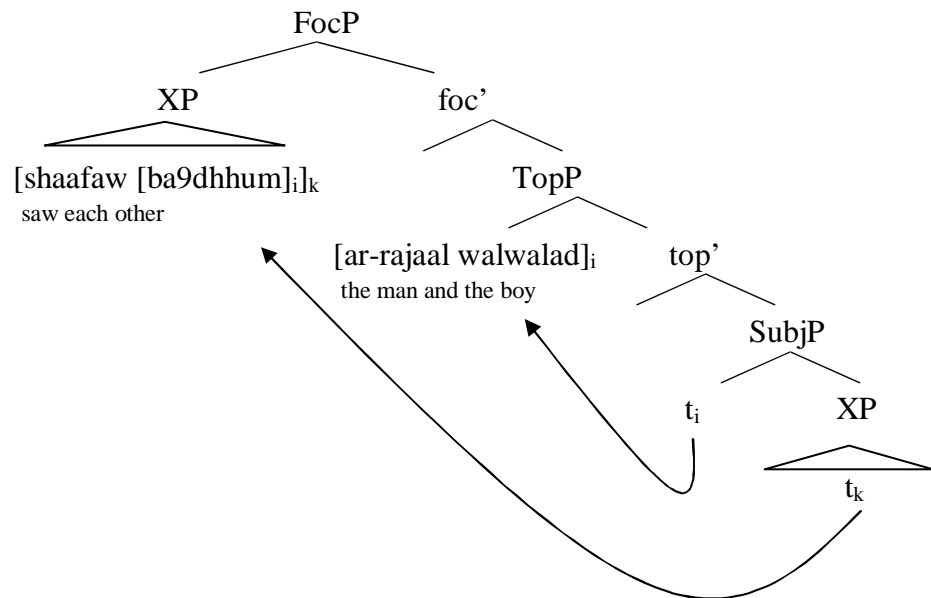 FocP
XP foc’
[shaafaw [ba9dhhum]i]k TopP
saw each other
[ar-rajaal walwalad]i top’
the man and the boy
SubjP
ti XP
tk